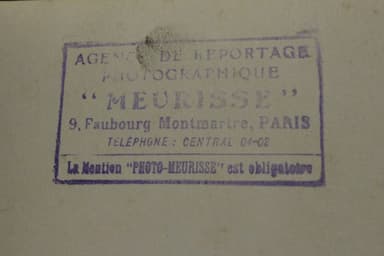 AGENCE DE REPORTAGE
PHOTOGRAPHIQUE
"MEURISSE"
9, Faubourg Montmartre, PARIS
TÉLÉPHONE : CENTRAL 04-02
La Mention "PHOTO-MEURISSE" est obligatoire